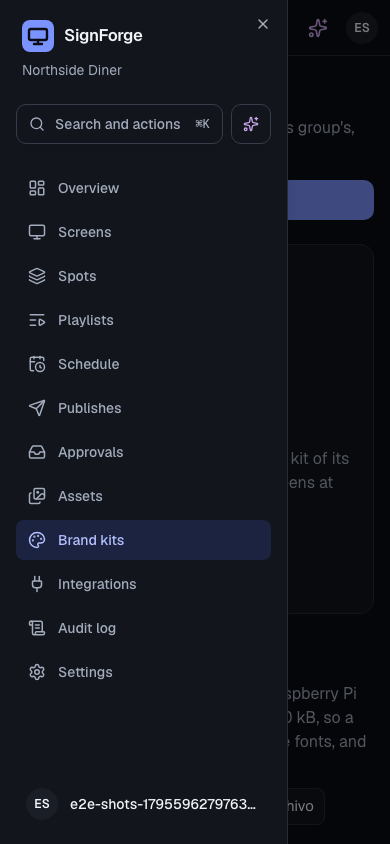 SignForge
ES
Northside Diner
Search and actions ⌘K
s group's,
Overview
Screens
Spots
Playlists
Schedule
Publishes
Approvals
kit of its
ens at
Assets
Brand kits
Integrations
Audit log
Settings
spberry Pi
0 kB, so a
fonts, and
ES e2e-shots-1795596279763...
hivo